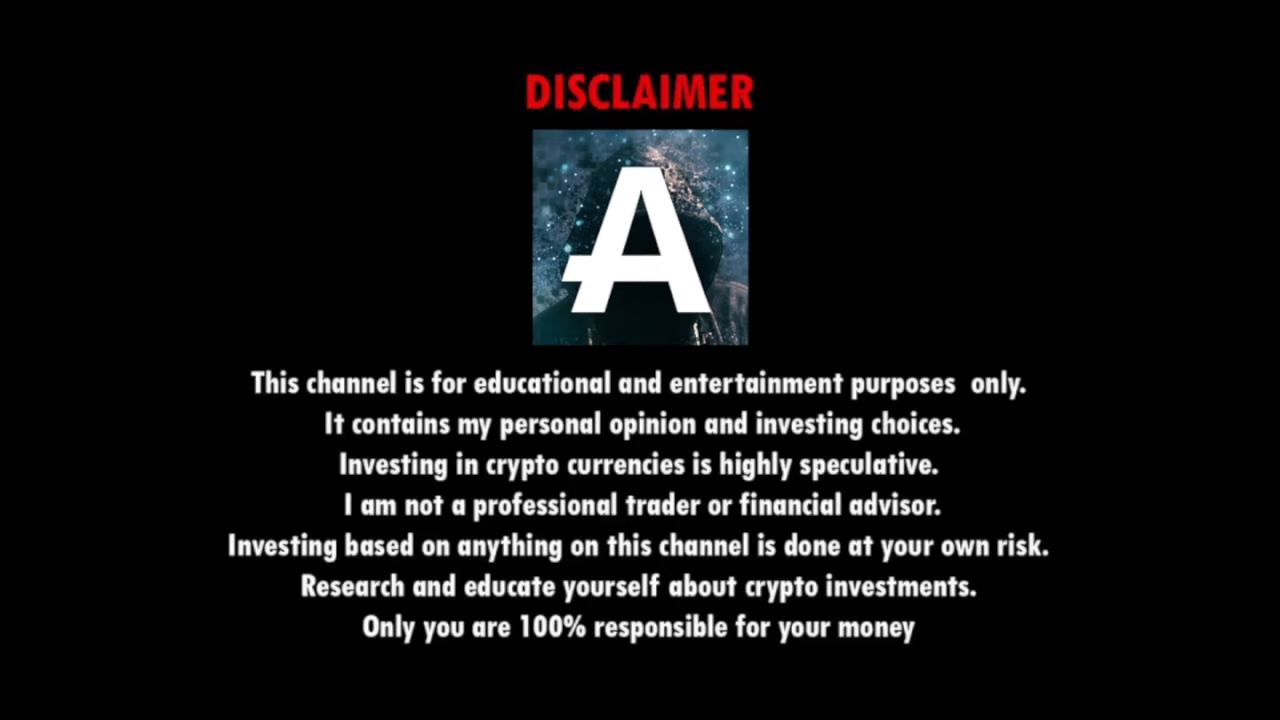 DISCLAIMER
A
This channel is for educational and entertainment purposes  only.
It contains my personal opinion and investing choices.
Investing in crypto currencies is highly speculative.
I am not a professional trader or financial advisor.
Investing based on anything on this channel is done at your own risk.
Research and educate yourself about crypto investments.
Only you are 100% responsible for your money